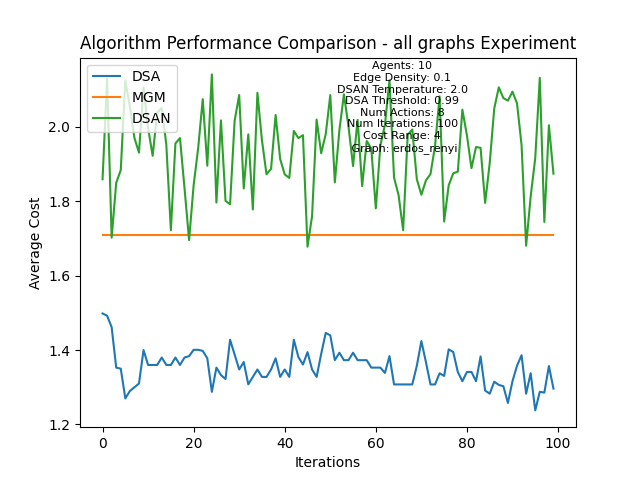 Algorithm Performance Comparison - all graphs Experiment
DSA
MGM
DSAN
Agents: 10
Edge Density: 0.1
DSAN Temperature: 2.0
DSA Threshold: 0.99
Num Actions: 8
Num Iterations: 100
Cost Range: 4
Graph: erdos_renyi
Average Cost
2.0
1.8
1.6
1.4
1.2
0 20 40 60 80 100
Iterations